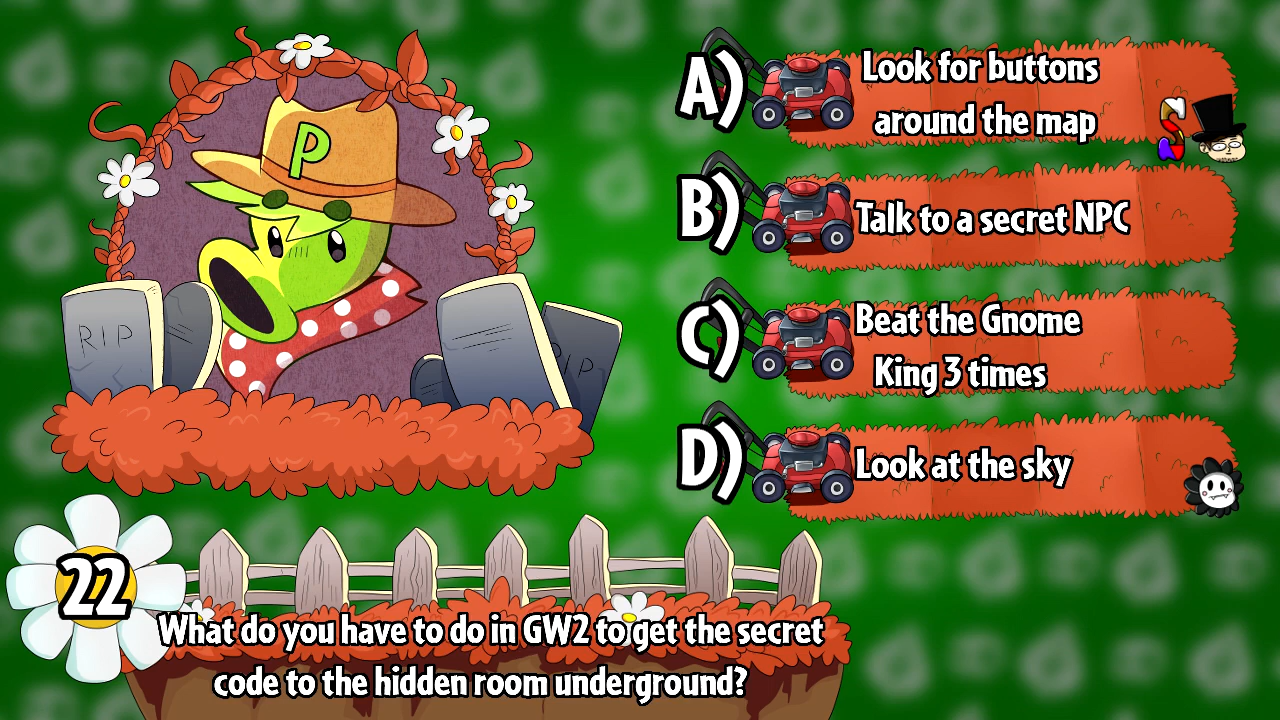 P
RIP
RIP
A)
Look for buttons
around the map
B)
Talk to a secret NPC
C)
Beat the Gnome
King 3 times
D)
Look at the sky
22
What do you have to do in GW2 to get the secret
code to the hidden room underground?